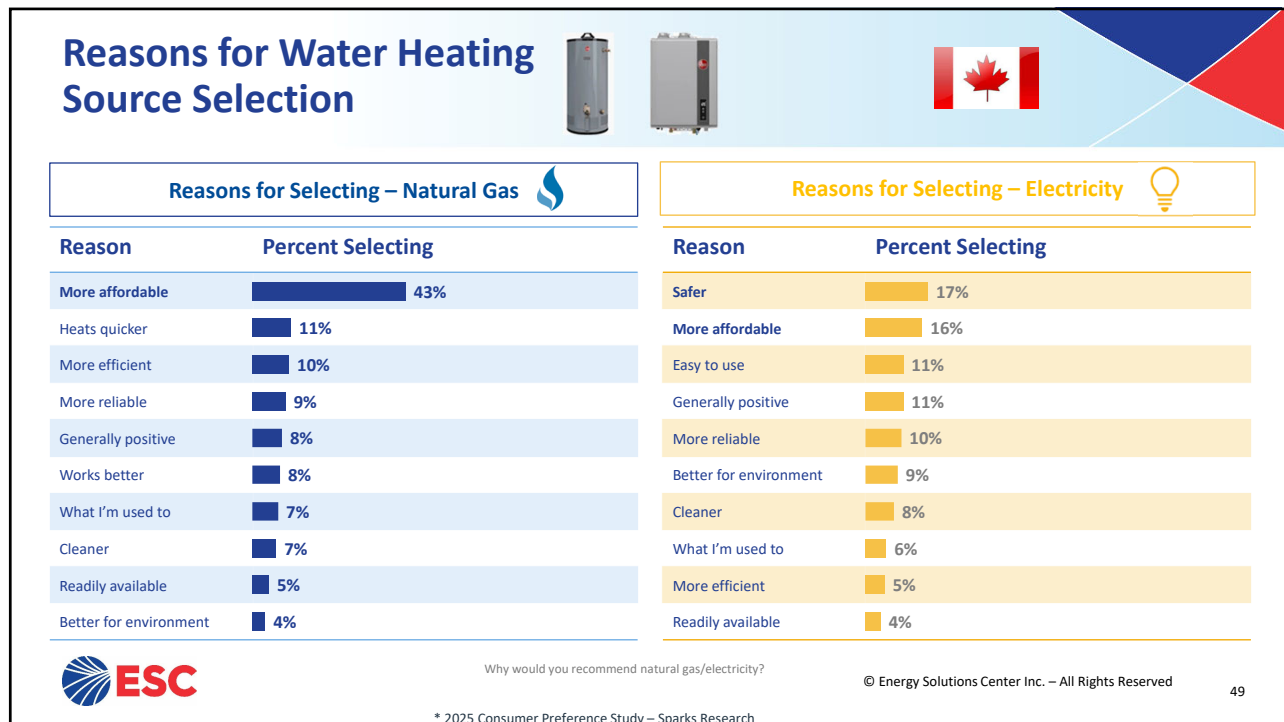 Reasons for Water Heating
Source Selection
Reasons for Selecting – Natural Gas
Reason Percent Selecting
More affordable 43%
Heats quicker 11%
More efficient 10%
More reliable 9%
Generally positive 8%
Works better 8%
What I’m used to 7%
Cleaner 7%
Readily available 5%
Better for environment 4%
Reasons for Selecting – Electricity
Reason Percent Selecting
Safer 17%
More affordable 16%
Easy to use 11%
Generally positive 11%
More reliable 10%
Better for environment 9%
Cleaner 8%
What I’m used to 6%
More efficient 5%
Readily available 4%
ESC
Why would you recommend natural gas/electricity?
© Energy Solutions Center Inc. – All Rights Reserved
49
* 2025 Consumer Preference Study – Sparks Research